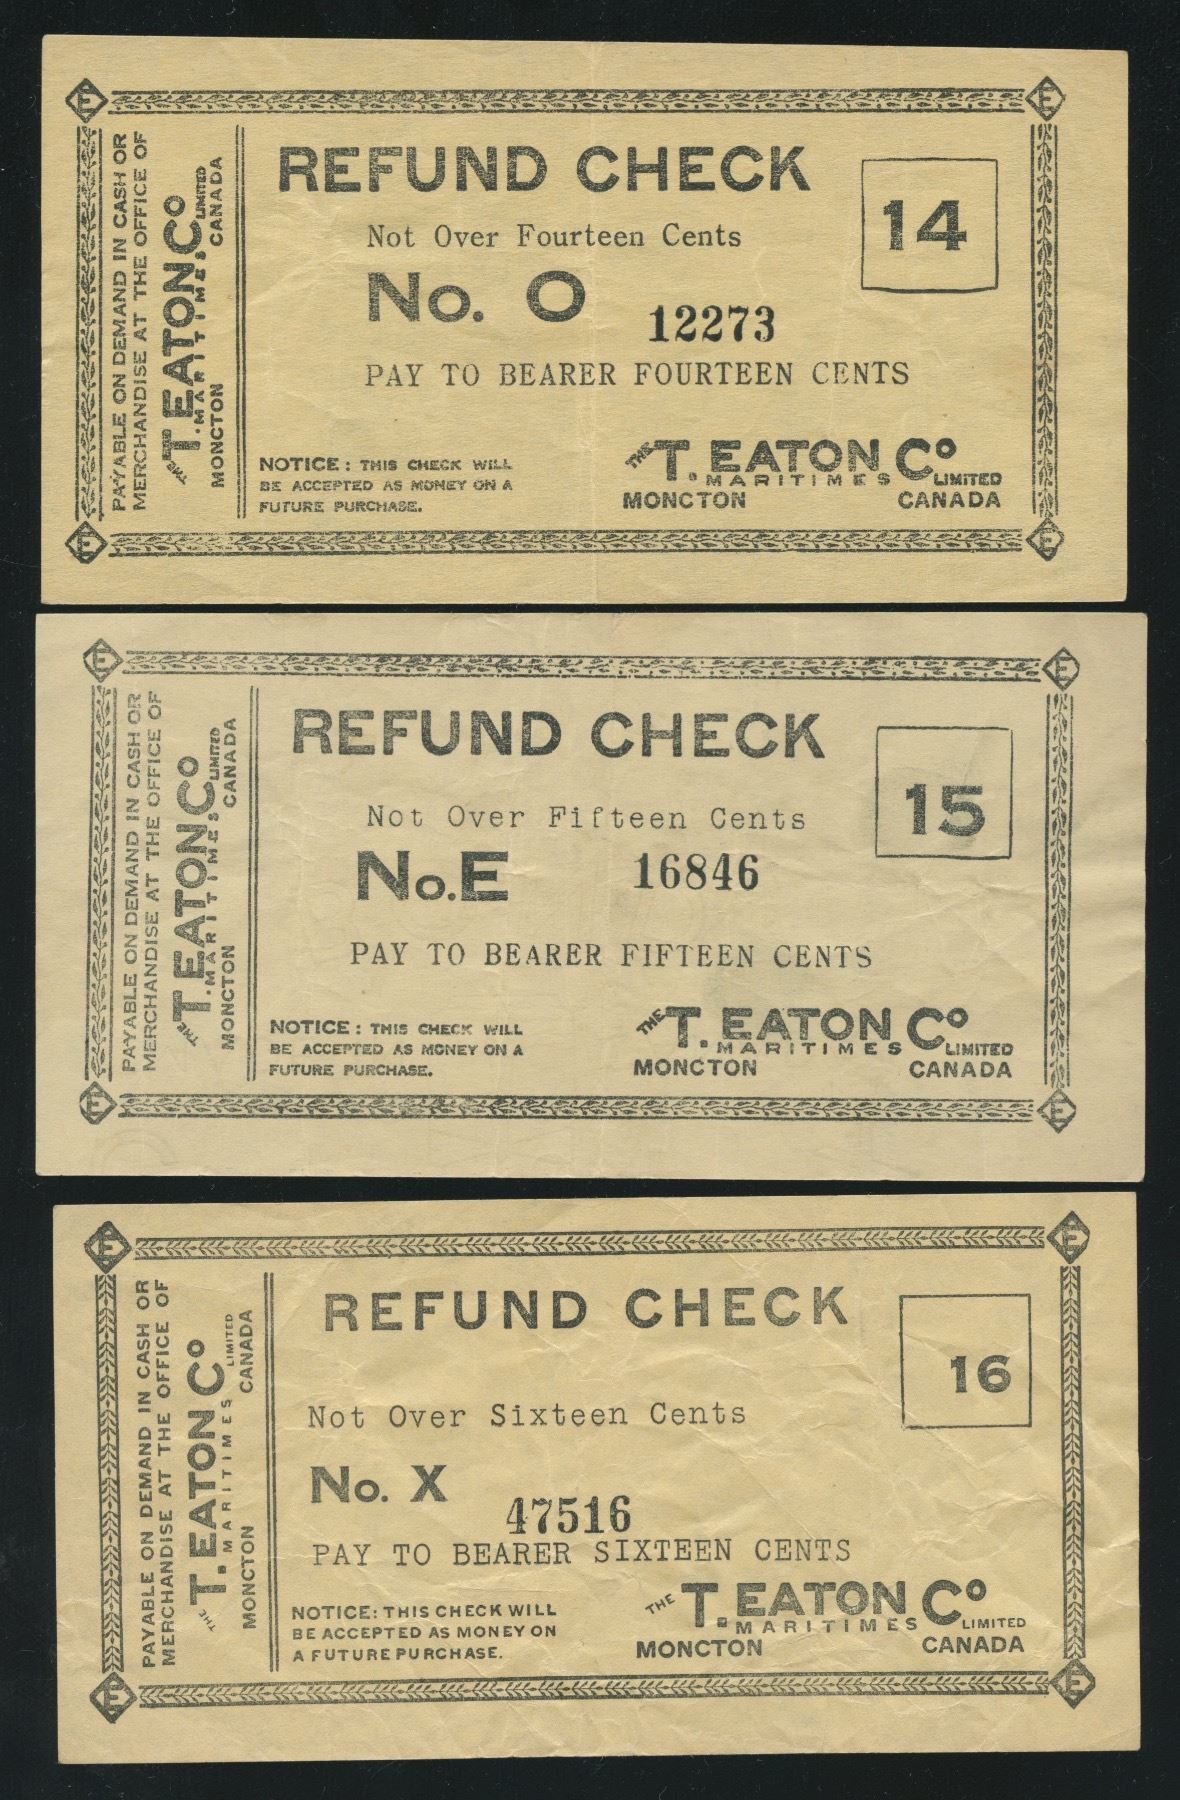 PAYABLE ON DEMAND IN CASH OR
MERCHANDISE AT THE OFFICE OF
THE T. EATON Co
MARITIMES LIMITED
MONCTON CANADA
REFUND CHECK
14
Not Over Fourteen Cents
No. O 12273
PAY TO BEARER FOURTEEN CENTS
NOTICE: THIS CHECK WILL
BE ACCEPTED AS MONEY ON A
FUTURE PURCHASE.
THE T. EATON Co
MARITIMES LIMITED
MONCTON CANADA
E
E
E
E
PAYABLE ON DEMAND IN CASH OR
MERCHANDISE AT THE OFFICE OF
THE T. EATON Co
MARITIMES LIMITED
MONCTON CANADA
REFUND CHECK
15
Not Over Fifteen Cents
No. E 16846
PAY TO BEARER FIFTEEN CENTS
NOTICE: THIS CHECK WILL
BE ACCEPTED AS MONEY ON A
FUTURE PURCHASE.
THE T. EATON Co
MARITIMES LIMITED
MONCTON CANADA
E
E
E
E
PAYABLE ON DEMAND IN CASH OR
MERCHANDISE AT THE OFFICE OF
THE T. EATON Co
MARITIMES LIMITED
MONCTON CANADA
REFUND CHECK
16
Not Over Sixteen Cents
No. X 47516
PAY TO BEARER SIXTEEN CENTS
NOTICE: THIS CHECK WILL
BE ACCEPTED AS MONEY ON
A FUTURE PURCHASE.
THE T. EATON Co
MARITIMES LIMITED
MONCTON CANADA
E
E
E
E